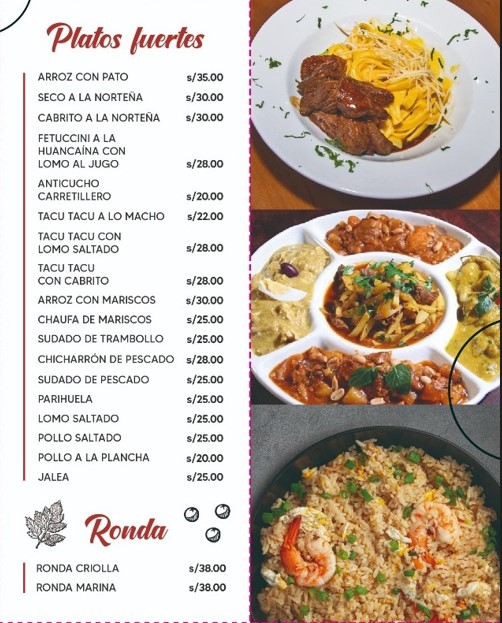 Platos fuertes
ARROZ CON PATO s/35.00
SECO A LA NORTEÑA s/30.00
CABRITO A LA NORTEÑA s/30.00
FETUCCINI A LA
HUANCAÍNA CON
LOMO AL JUGO s/28.00
ANTICUCHO
CARRETILLERO s/20.00
TACU TACU A LO MACHO s/22.00
TACU TACU CON
LOMO SALTADO s/28.00
TACU TACU
CON CABRITO s/28.00
ARROZ CON MARISCOS s/30.00
CHAUFA DE MARISCOS s/25.00
SUDADO DE TRAMBOLLO s/25.00
CHICHARRÓN DE PESCADO s/28.00
SUDADO DE PESCADO s/25.00
PARIHUELA s/25.00
LOMO SALTADO s/25.00
POLLO SALTADO s/25.00
POLLO A LA PLANCHA s/20.00
JALEA s/25.00
Ronda
RONDA CRIOLLA s/38.00
RONDA MARINA s/38.00